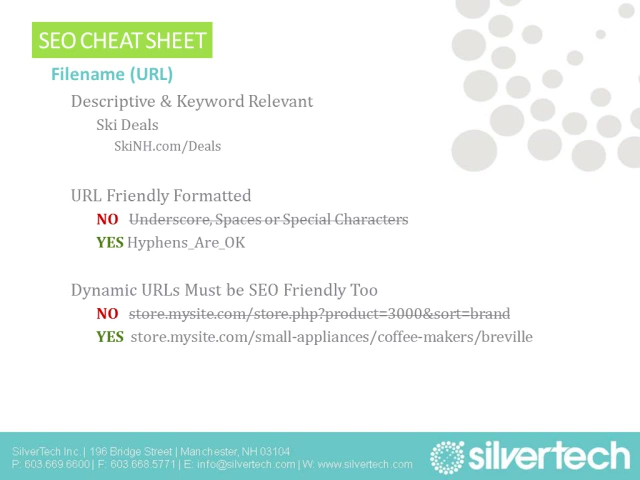 SEO CHEAT SHEET
Filename (URL)
Descriptive & Keyword Relevant
Ski Deals
SkiNH.com/Deals
URL Friendly Formatted
NO Underscore, Spaces or Special Characters
YES Hyphens_Are_OK
Dynamic URLs Must be SEO Friendly Too
NO store.mysite.com/store.php?product=3000&sort=brand
YES store.mysite.com/small-appliances/coffee-makers/breville
SilverTech Inc. | 196 Bridge Street | Manchester, NH 03104
P: 603.669.6600 | F: 603.668.5771 | E: info@silvertech.com | W: www.silvertech.com
silvertech